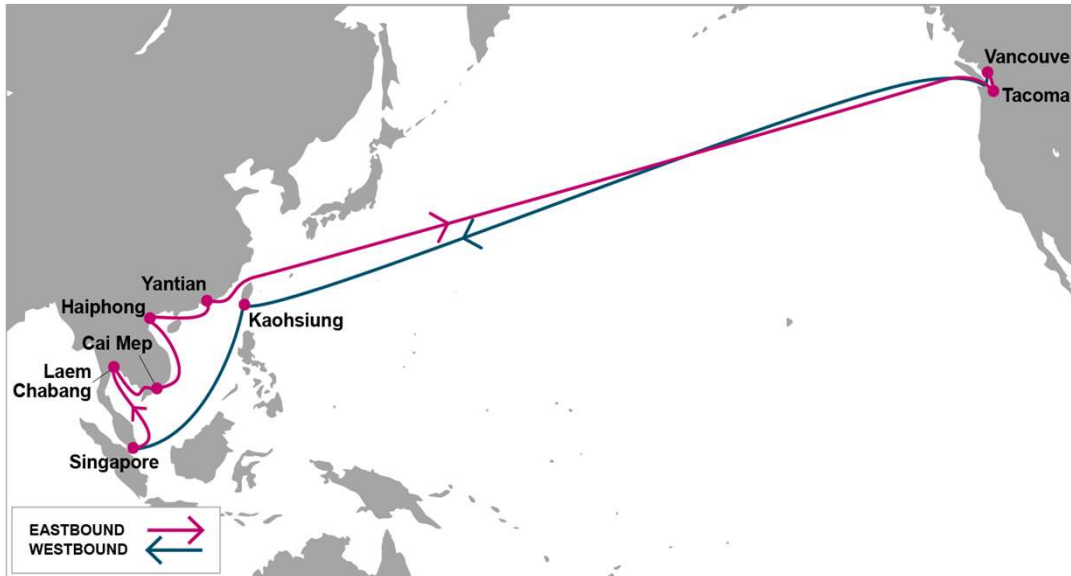 Vancouve
Tacoma
Yantian
Haiphong
Kaohsiung
Cai Mep
Laem
Chabang
Singapore
EASTBOUND
WESTBOUND